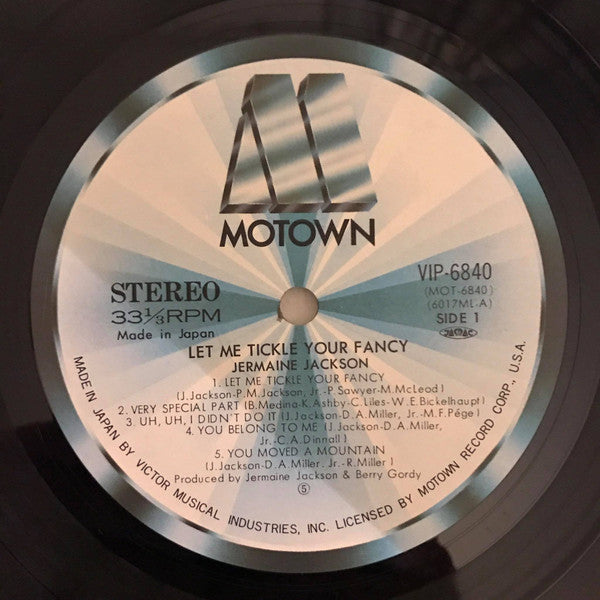 MOTOWN
STEREO
33⅓RPM
Made in Japan
VIP-6840
(MOT-6840)
(6017ML-A)
SIDE 1
JASRAC
LET ME TICKLE YOUR FANCY
JERMAINE JACKSON
1. LET ME TICKLE YOUR FANCY
(J.Jackson-P.M.Jackson, Jr.-P.Sawyer-M.McLeod)
2. VERY SPECIAL PART (B.Medina-K.Ashby-C.Liles-W.E.Bickelhaupt)
3. UH, UH, I DIDN'T DO IT (J.Jackson-D.A.Miller, Jr.-M.F.Pége)
4. YOU BELONG TO ME (J.Jackson-D.A.Miller,
Jr.-C.A.Dinnall)
5. YOU MOVED A MOUNTAIN
(J.Jackson-D.A.Miller.Jr.-R.Miller)
Produced by Jermaine Jackson & Berry Gordy
⑤
MADE IN JAPAN BY VICTOR MUSICAL INDUSTRIES, INC. LICENSED BY MOTOWN RECORD CORP., U.S.A.